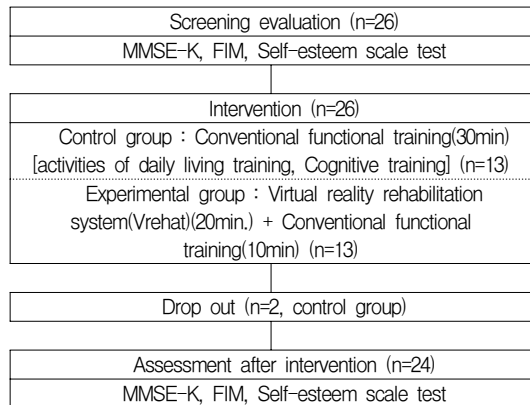 Screening evaluation (n=26)
MMSE-K, FIM, Self-esteem scale test
Intervention (n=26)
Control group : Conventional functional training(30min)
[activities of daily living training, Cognitive training] (n=13)
Experimental group : Virtual reality rehabilitation
system(Vrehat)(20min.) + Conventional functional
training(10min) (n=13)
Drop out (n=2, control group)
Assessment after intervention (n=24)
MMSE-K, FIM, Self-esteem scale test